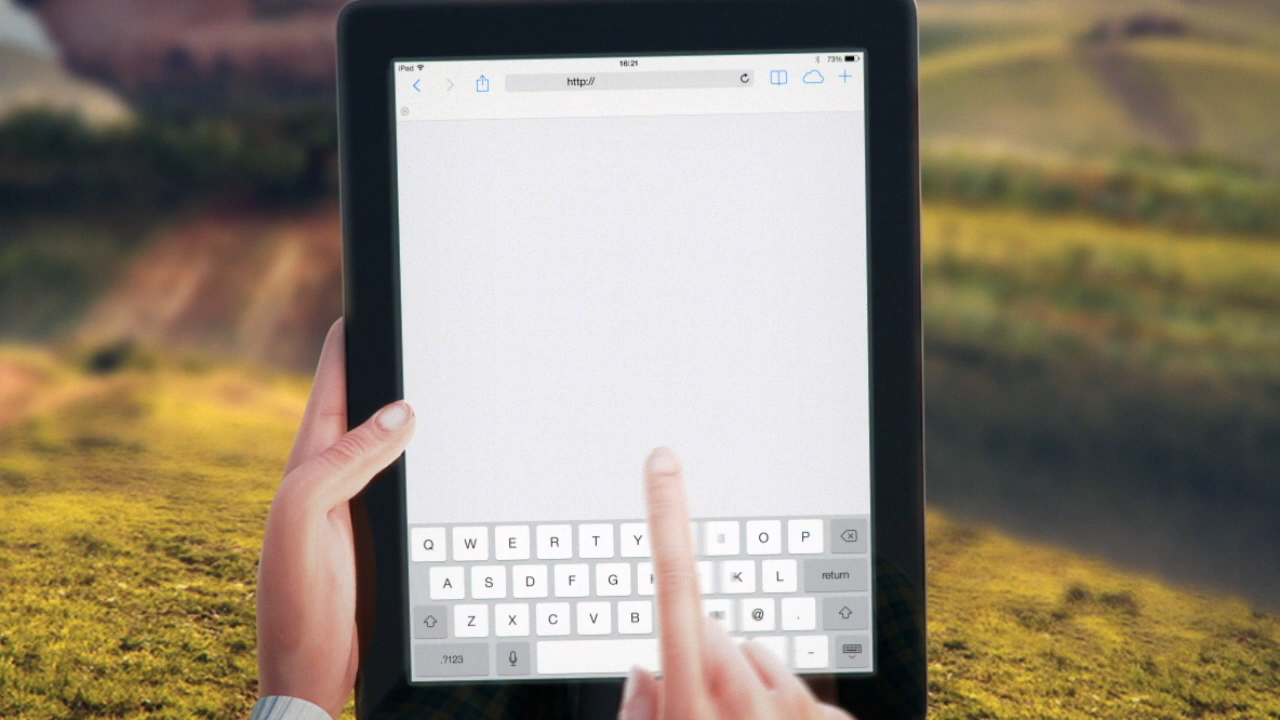 iPad 16:21 73%
http://
Q W E R T Y O P
A S D F G K L return
Z X C V B @ .
.?123 -